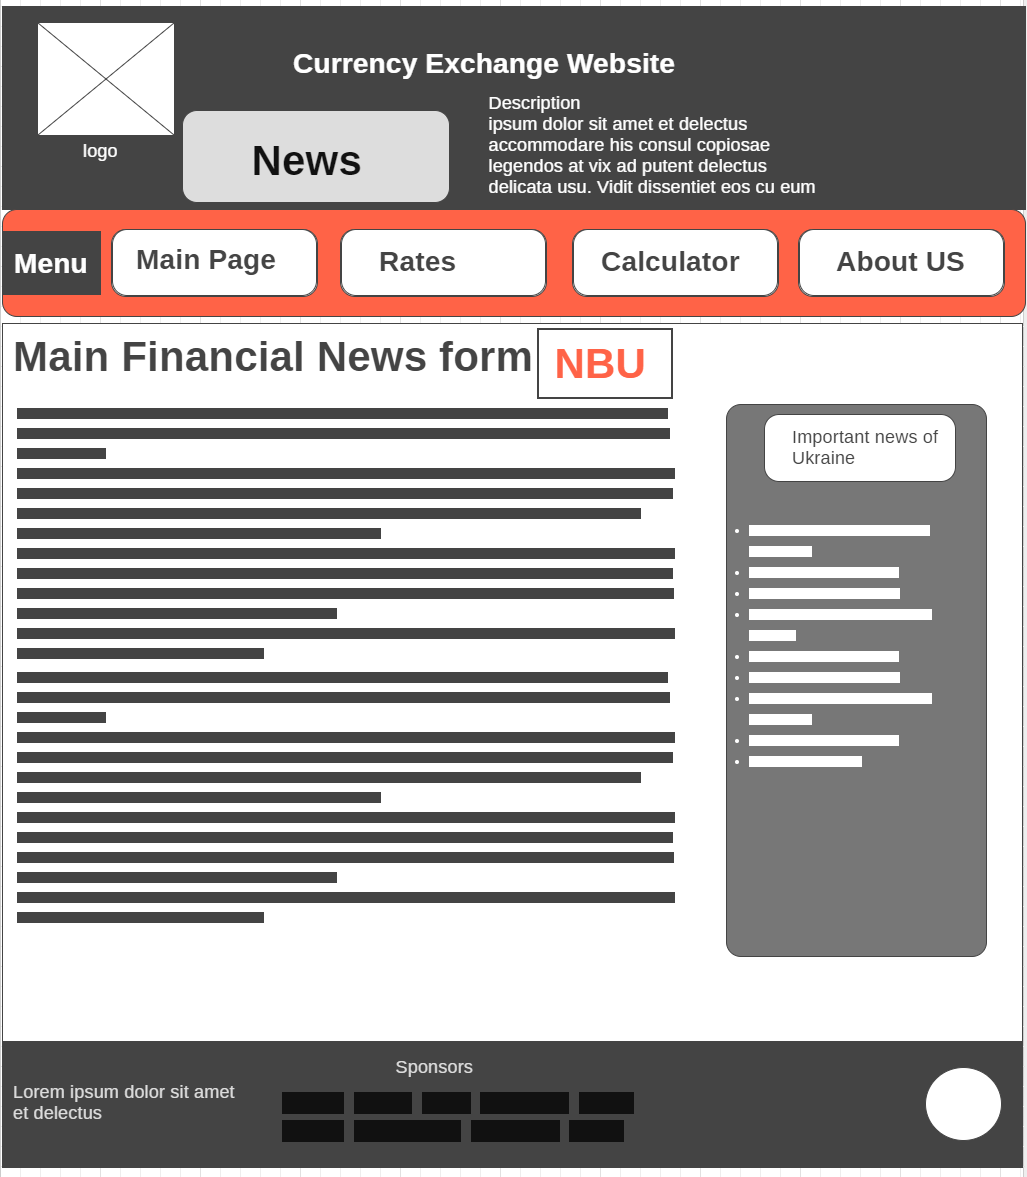 Currency Exchange Website
Description
ipsum dolor sit amet et delectus
accommodare his consul copiosae
legendos at vix ad putent delectus
delicata usu. Vidit dissentiet eos cu eum
logo
News
Menu
Main Page
Rates
Calculator
About US
Main Financial News form
NBU
Important news of
Ukraine
Sponsors
Lorem ipsum dolor sit amet
et delectus